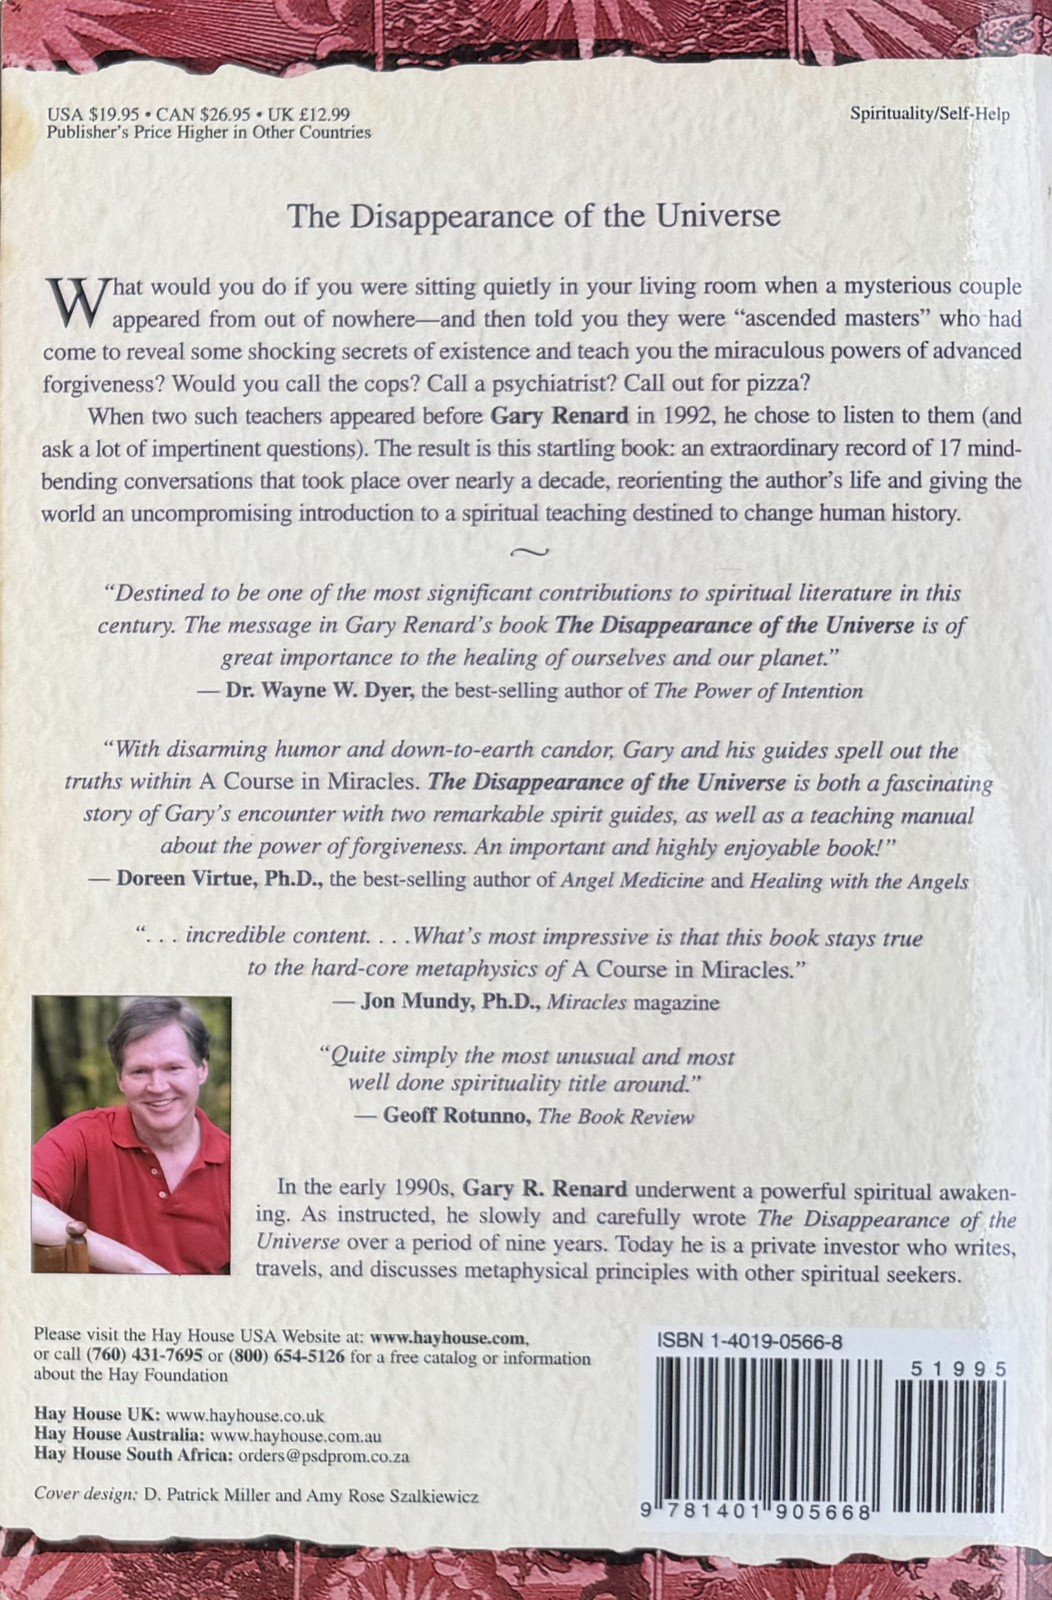 USA $19.95 • CAN $26.95 • UK £12.99
Publisher's Price Higher in Other Countries
Spirituality/Self-Help
The Disappearance of the Universe
What would you do if you were sitting quietly in your living room when a mysterious couple
appeared from out of nowhere—and then told you they were “ascended masters” who had
come to reveal some shocking secrets of existence and teach you the miraculous powers of advanced
forgiveness? Would you call the cops? Call a psychiatrist? Call out for pizza?
When two such teachers appeared before Gary Renard in 1992, he chose to listen to them (and
ask a lot of impertinent questions). The result is this startling book: an extraordinary record of 17 mind-
bending conversations that took place over nearly a decade, reorienting the author's life and giving the
world an uncompromising introduction to a spiritual teaching destined to change human history.
“Destined to be one of the most significant contributions to spiritual literature in this
century. The message in Gary Renard's book The Disappearance of the Universe is of
great importance to the healing of ourselves and our planet.”
— Dr. Wayne W. Dyer, the best-selling author of The Power of Intention
“With disarming humor and down-to-earth candor, Gary and his guides spell out the
truths within A Course in Miracles. The Disappearance of the Universe is both a fascinating
story of Gary's encounter with two remarkable spirit guides, as well as a teaching manual
about the power of forgiveness. An important and highly enjoyable book!”
— Doreen Virtue, Ph.D., the best-selling author of Angel Medicine and Healing with the Angels
“. . . incredible content. . . . What's most impressive is that this book stays true
to the hard-core metaphysics of A Course in Miracles.”
— Jon Mundy, Ph.D., Miracles magazine
“Quite simply the most unusual and most
well done spirituality title around.”
— Geoff Rotunno, The Book Review
In the early 1990s, Gary R. Renard underwent a powerful spiritual awaken-
ing. As instructed, he slowly and carefully wrote The Disappearance of the
Universe over a period of nine years. Today he is a private investor who writes,
travels, and discusses metaphysical principles with other spiritual seekers.
Please visit the Hay House USA Website at: www.hayhouse.com,
or call (760) 431-7695 or (800) 654-5126 for a free catalog or information
about the Hay Foundation
Hay House UK: www.hayhouse.co.uk
Hay House Australia: www.hayhouse.com.au
Hay House South Africa: orders@psdprom.co.za
Cover design: D. Patrick Miller and Amy Rose Szalkiewicz
ISBN 1-4019-0566-8
51995
9 781401 905668